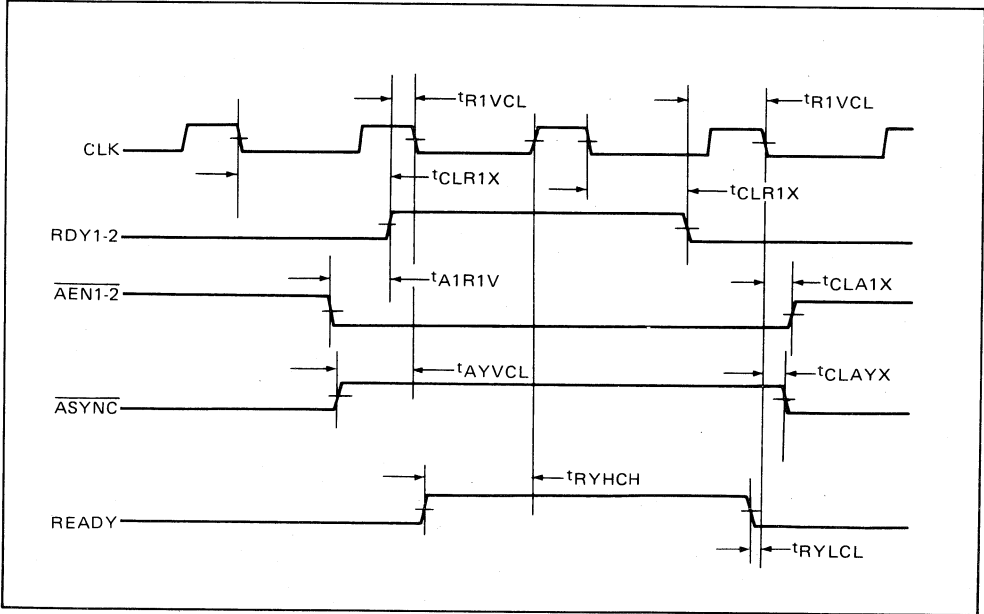 tR1VCL
tR1VCL
CLK
tCLR1X
tCLR1X
RDY1-2
tA1R1V
AEN1-2
tCLA1X
tAYVCL
tCLAYX
ASYNC
tRYHCH
READY
tRYLCL